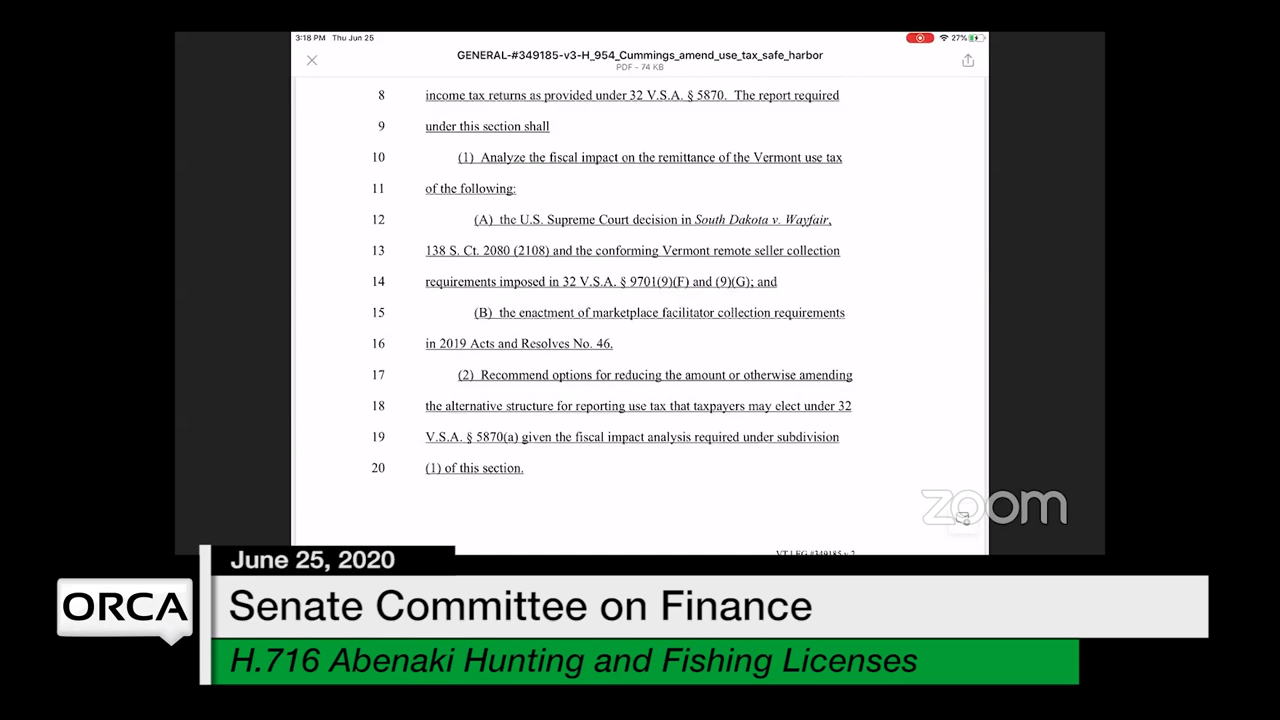 3:18 PM Thu Jun 25
27%
GENERAL-#349185-v3-H_954_Cummings_amend_use_tax_safe_harbor
PDF - 74 KB
8 income tax returns as provided under 32 V.S.A. § 5870. The report required
9 under this section shall
10 (1) Analyze the fiscal impact on the remittance of the Vermont use tax
11 of the following:
12 (A) the U.S. Supreme Court decision in South Dakota v. Wayfair,
13 138 S. Ct. 2080 (2108) and the conforming Vermont remote seller collection
14 requirements imposed in 32 V.S.A. § 9701(9)(F) and (9)(G); and
15 (B) the enactment of marketplace facilitator collection requirements
16 in 2019 Acts and Resolves No. 46.
17 (2) Recommend options for reducing the amount or otherwise amending
18 the alternative structure for reporting use tax that taxpayers may elect under 32
19 V.S.A. § 5870(a) given the fiscal impact analysis required under subdivision
20 (1) of this section.
zoom
VT LEG #349185 v.
June 25, 2020
ORCA
Senate Committee on Finance
H.716 Abenaki Hunting and Fishing Licenses